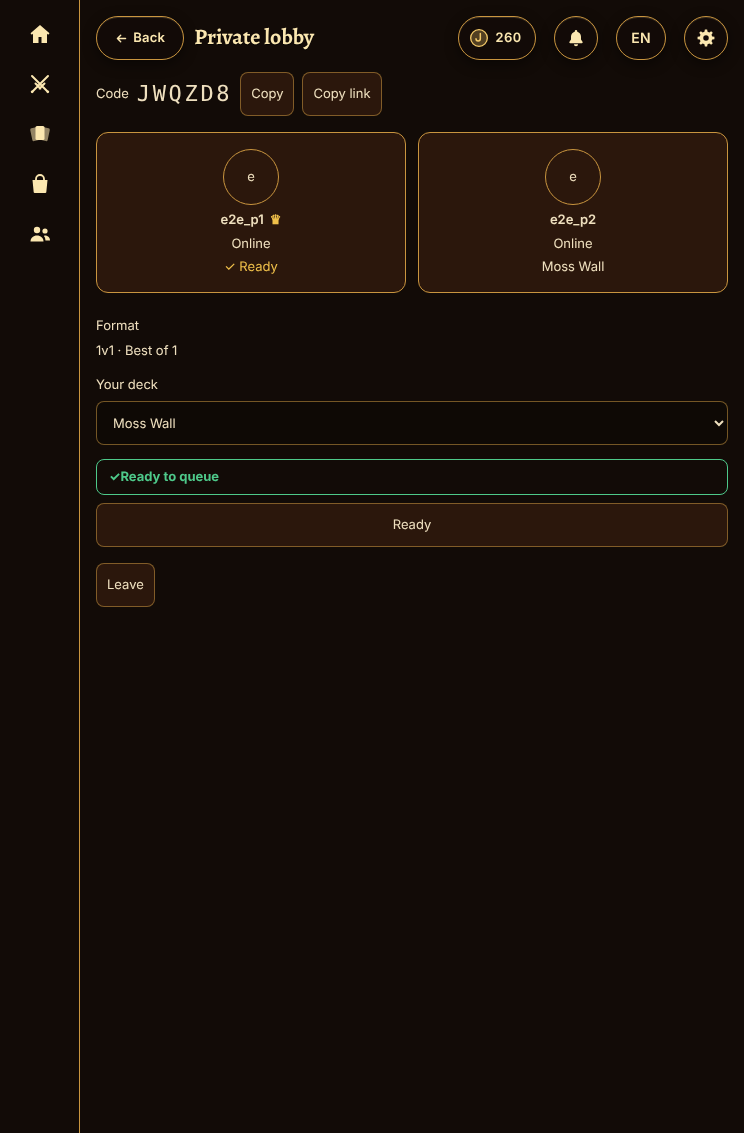 ← Back Private lobby J 260 EN
Code JWQZD8 Copy Copy link
e e
e2e_p1 e2e_p2
Online Online
✓ Ready Moss Wall
Format
1v1 · Best of 1
Your deck
Moss Wall
✓Ready to queue
Ready
Leave